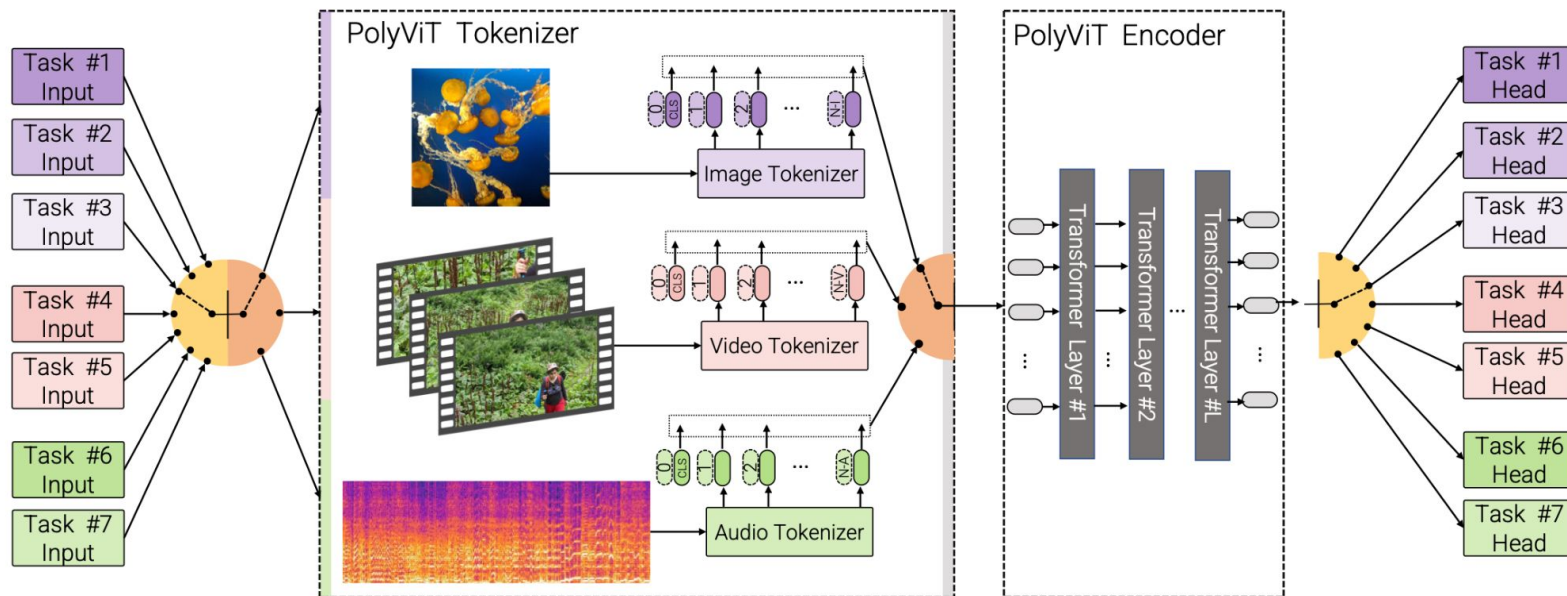 Task #1
Input
Task #2
Input
Task #3
Input
Task #4
Input
Task #5
Input
Task #6
Input
Task #7
Input
PolyViT Tokenizer
0
CLS
1
2
...
N-I
Image Tokenizer
0
CLS
1
2
...
N-V
Video Tokenizer
0
CLS
1
2
...
N-A
Audio Tokenizer
PolyViT Encoder
Transformer Layer #1
Transformer Layer #2
...
Transformer Layer #L
Task #1
Head
Task #2
Head
Task #3
Head
Task #4
Head
Task #5
Head
Task #6
Head
Task #7
Head